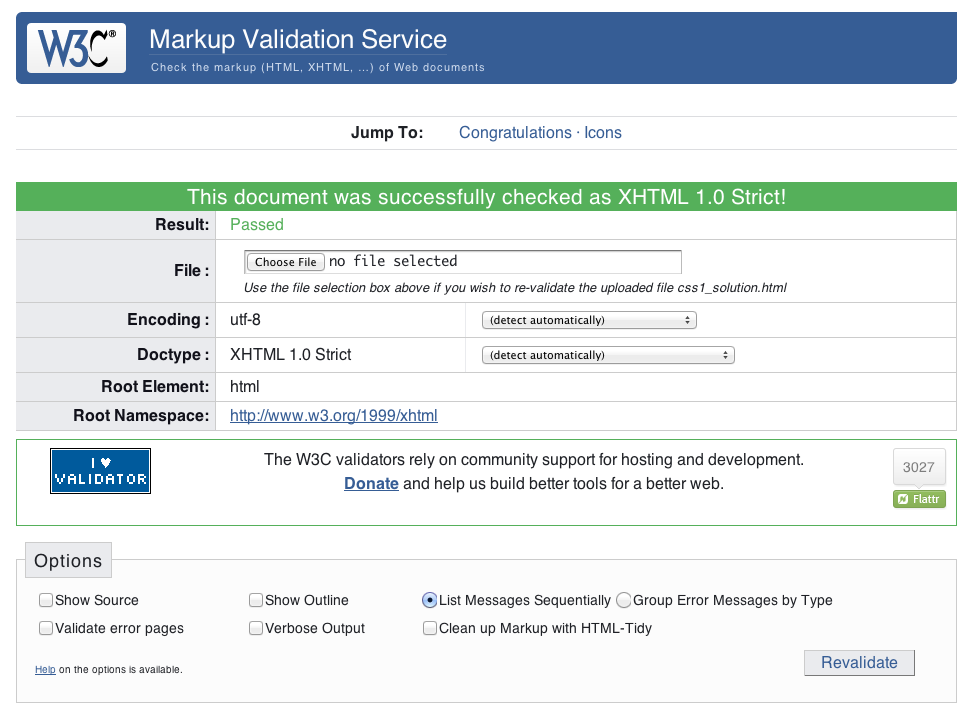 W3C® Markup Validation Service
Check the markup (HTML, XHTML, …) of Web documents
Jump To: Congratulations · Icons
This document was successfully checked as XHTML 1.0 Strict!
Result: Passed
File : Choose File no file selected
Use the file selection box above if you wish to re-validate the uploaded file css1_solution.html
Encoding : utf-8 (detect automatically)
Doctype : XHTML 1.0 Strict (detect automatically)
Root Element: html
Root Namespace: http://www.w3.org/1999/xhtml
I ♥
VALIDATOR
The W3C validators rely on community support for hosting and development.
Donate and help us build better tools for a better web.
3027
Flattr
Options
Show Source Show Outline List Messages Sequentially Group Error Messages by Type
Validate error pages Verbose Output Clean up Markup with HTML-Tidy
Help on the options is available.
Revalidate